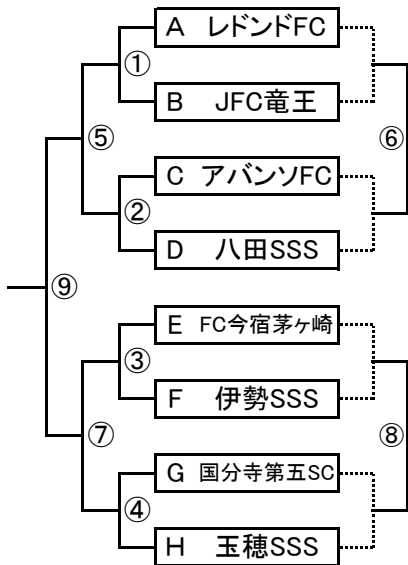 A レドンドFC
①
B JFC竜王
⑤
⑥
C アバンソFC
②
D 八田SSS
⑨
E FC今宿茅ヶ崎
③
F 伊勢SSS
⑦
⑧
G 国分寺第五SC
④
H 玉穂SSS